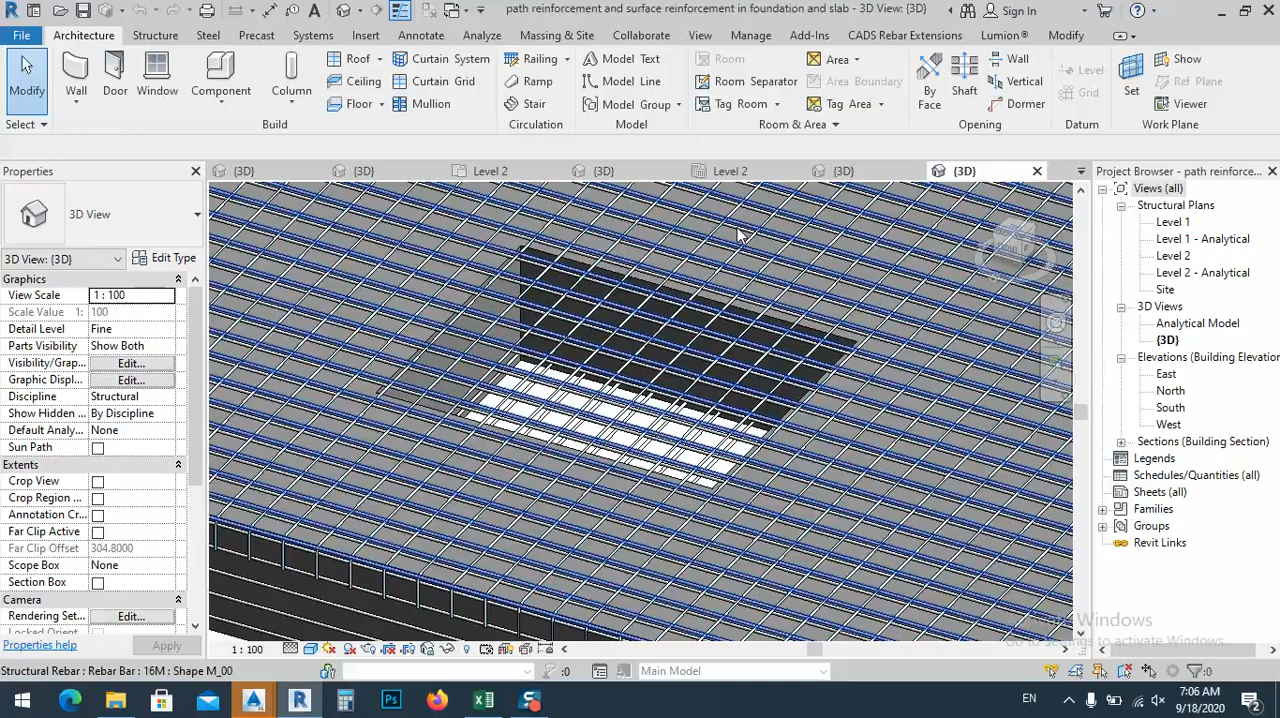 path reinforcement and surface reinforcement in foundation and slab - 3D View: {3D}
Sign In
File Architecture Structure Steel Precast Systems Insert Annotate Analyze Massing & Site Collaborate View Manage Add-Ins CADS Rebar Extensions Lumion® Modify
Modify
Wall
Door
Window
Component
Column
Roof
Ceiling
Floor
Curtain System
Curtain Grid
Mullion
Railing
Ramp
Stair
Model Text
Model Line
Model Group
Room
Room Separator
Tag Room
Area
Area Boundary
Tag Area
By
Face
Shaft
Wall
Vertical
Dormer
Level
Grid
Set
Show
Ref Plane
Viewer
Select Build Circulation Model Room & Area Opening Datum Work Plane
Properties
{3D} {3D} Level 2 {3D} Level 2 {3D} {3D}
Project Browser - path reinforce...
3D View
3D View: {3D}
Edit Type
Graphics
View Scale 1 : 100
Scale Value 1: 100
Detail Level Fine
Parts Visibility Show Both
Visibility/Grap... Edit...
Graphic Displ... Edit...
Discipline Structural
Show Hidden ... By Discipline
Default Analy... None
Sun Path
Extents
Crop View
Crop Region ...
Annotation Cr...
Far Clip Active
Far Clip Offset 304.8000
Scope Box None
Section Box
Camera
Rendering Set... Edit...
Locked Orient
Properties help
Apply
Views (all)
Structural Plans
Level 1
Level 1 - Analytical
Level 2
Level 2 - Analytical
Site
3D Views
Analytical Model
{3D}
Elevations (Building Elevation
East
North
South
West
Sections (Building Section)
Legends
Schedules/Quantities (all)
Sheets (all)
Families
Groups
Revit Links
Windows
Go to Settings to activate Windows.
1 : 100
Structural Rebar : Rebar Bar : 16M : Shape M_00
:0
Main Model
:0
EN
7:06 AM
9/18/2020
2